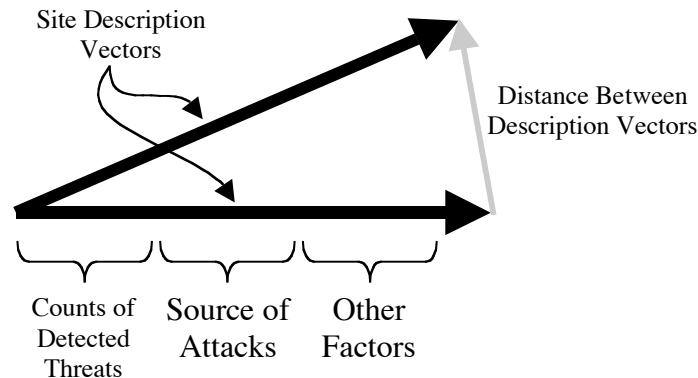 Site Description
Vectors
Distance Between
Description Vectors
Counts of
Detected
Threats
Source of
Attacks
Other
Factors